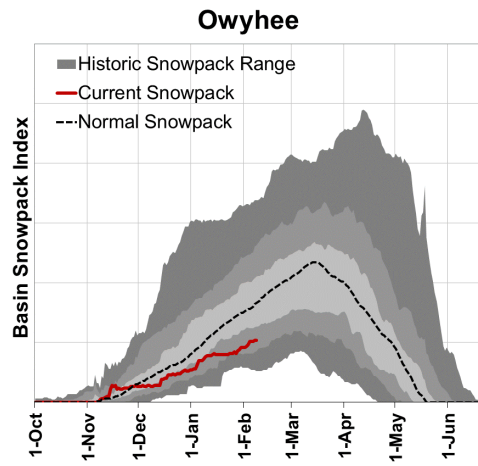 Owyhee
Historic Snowpack Range
Current Snowpack
Normal Snowpack
Basin Snowpack Index
1-Oct
1-Nov
1-Dec
1-Jan
1-Feb
1-Mar
1-Apr
1-May
1-Jun